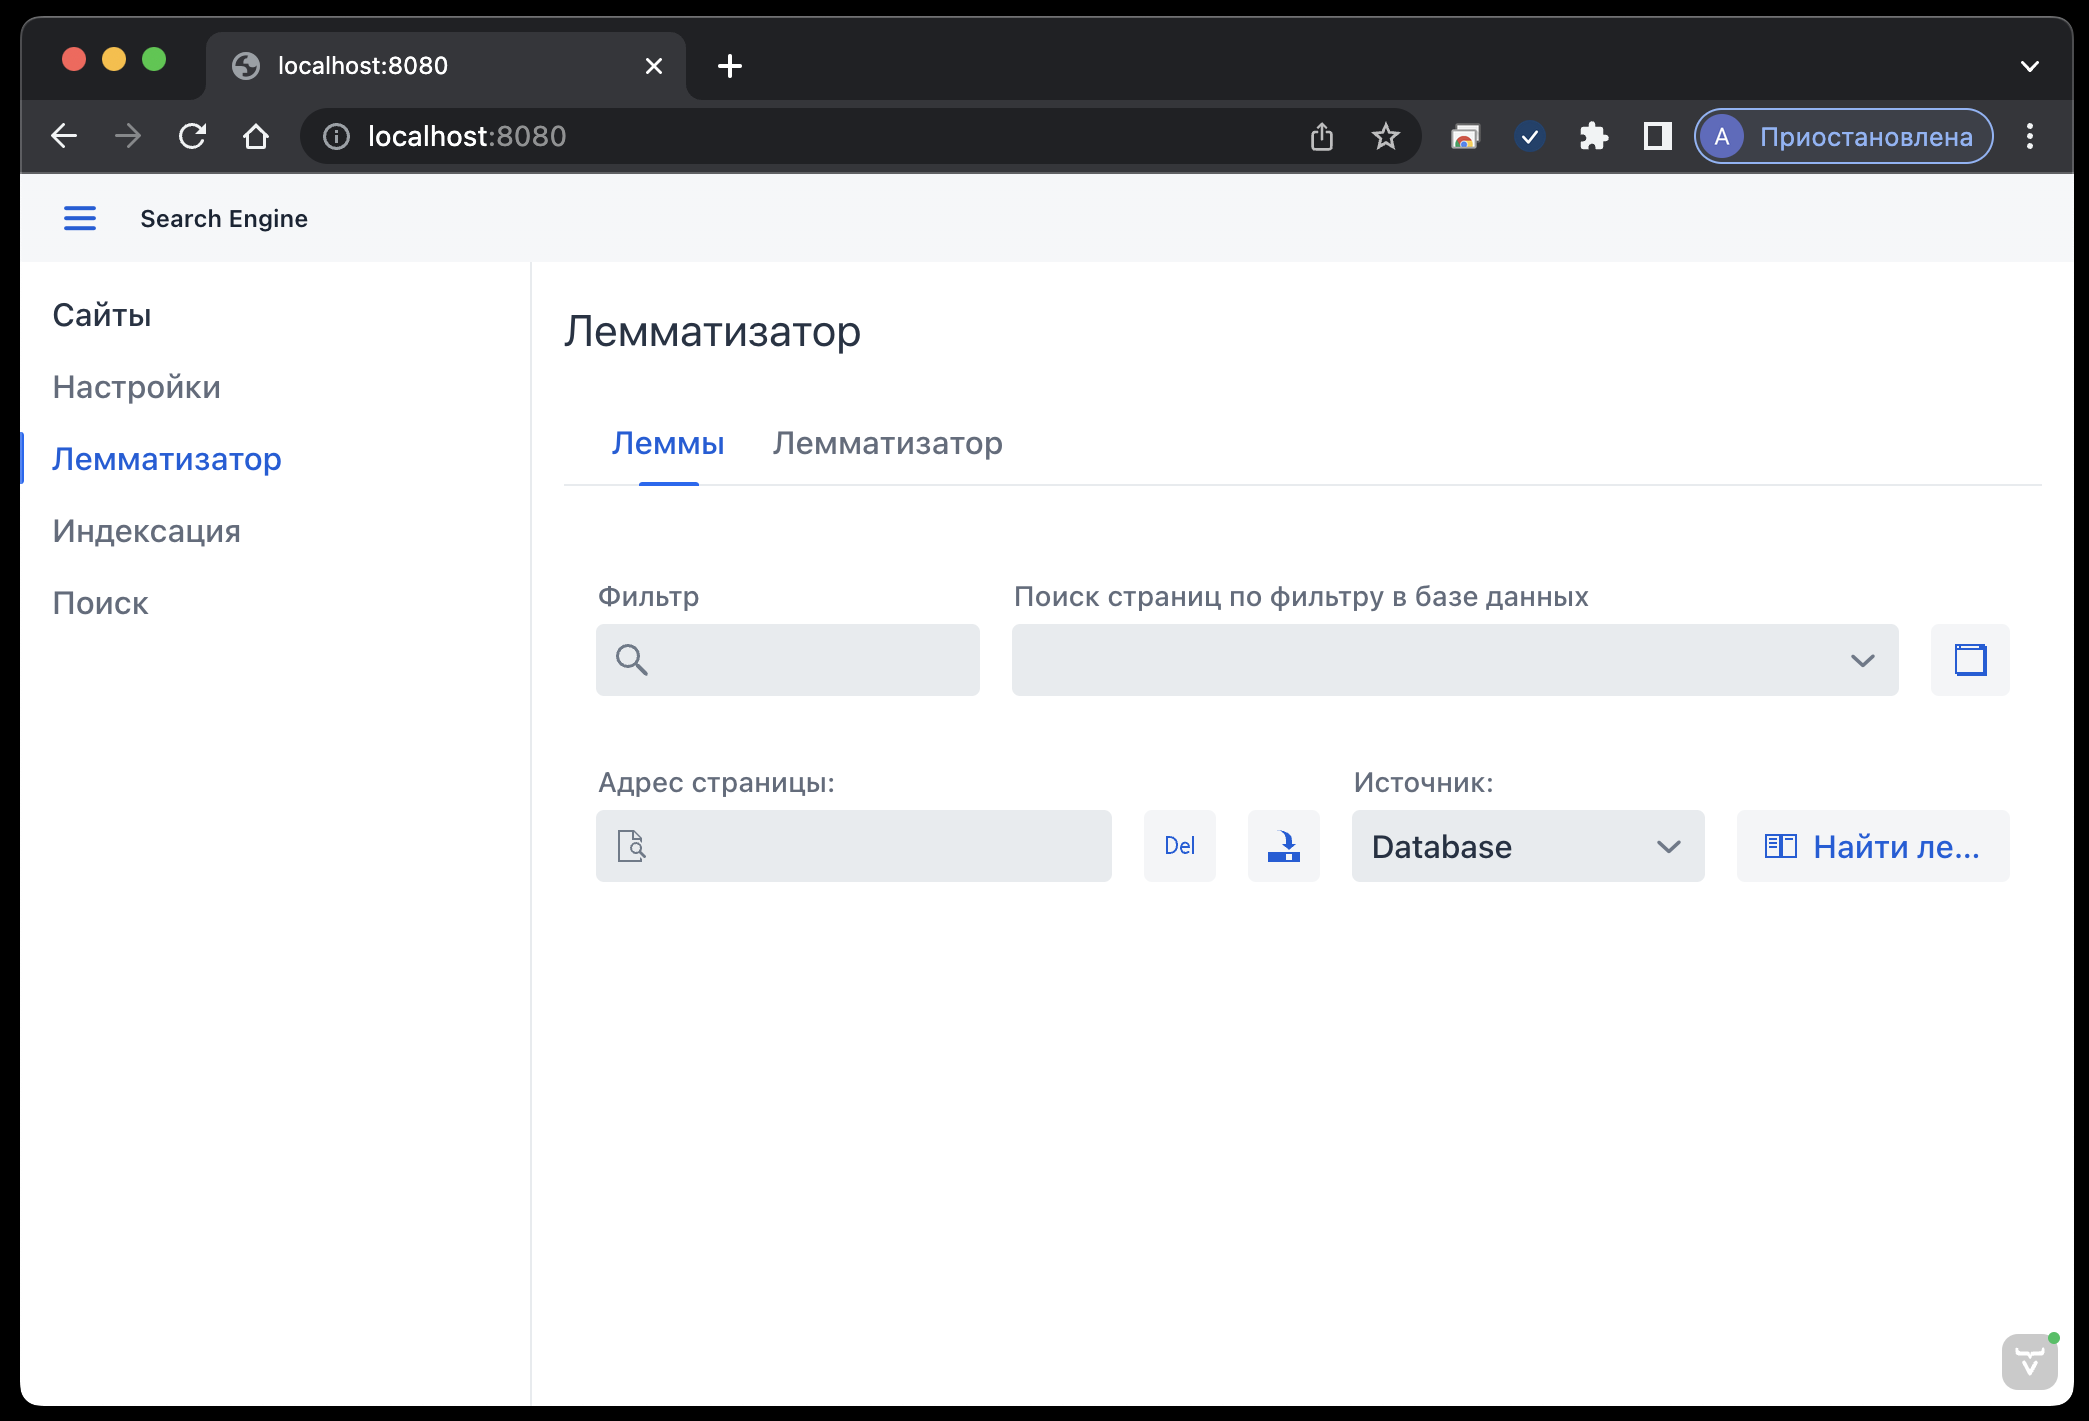 localhost:8080
localhost:8080
A Приостановлена
Search Engine
Сайты
Настройки
Лемматизатор
Индексация
Поиск
Лемматизатор
Леммы Лемматизатор
Фильтр Поиск страниц по фильтру в базе данных
Адрес страницы: Источник:
Del Database Найти ле...